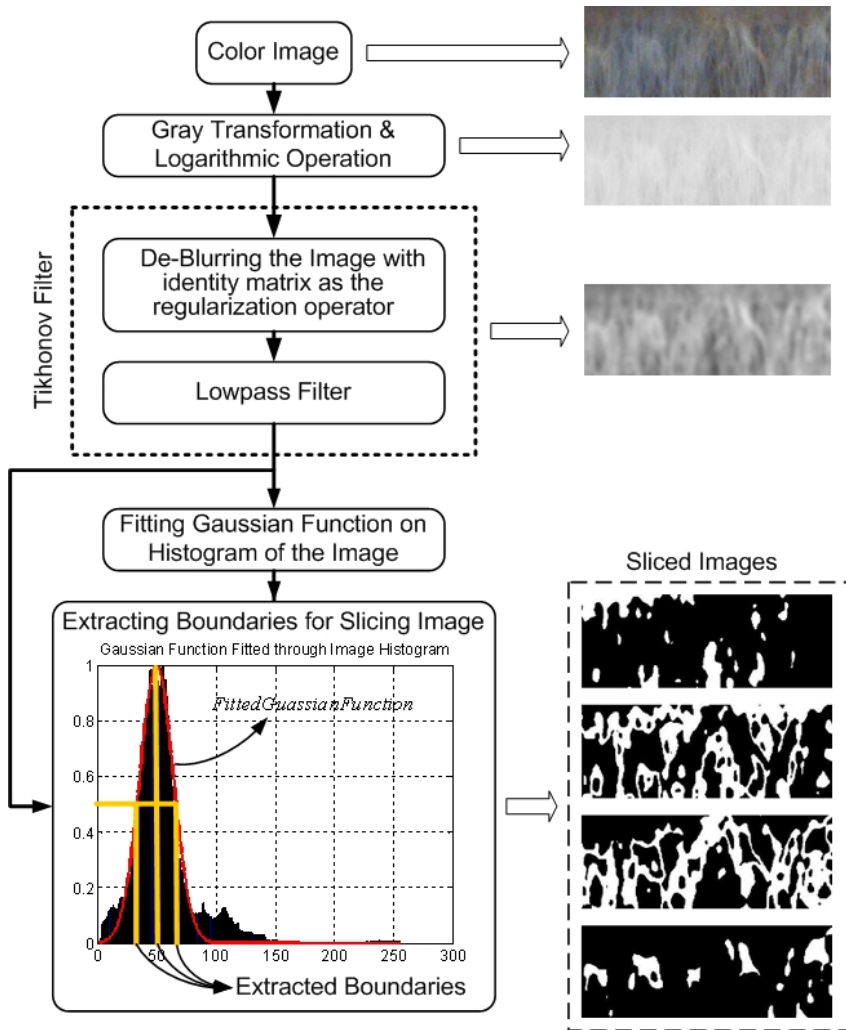 Color Image
Gray Transformation &
Logarithmic Operation
Tikhonov Filter
De-Blurring the Image with
identity matrix as the
regularization operator
Lowpass Filter
Fitting Gaussian Function on
Histogram of the Image
Extracting Boundaries for Slicing Image
Gaussian Function Fitted through Image Histogram
1
0.8
0.6
0.4
0.2
0
FittedGuassianFunction
0
50
100
150
200
250
300
Extracted Boundaries
Sliced Images